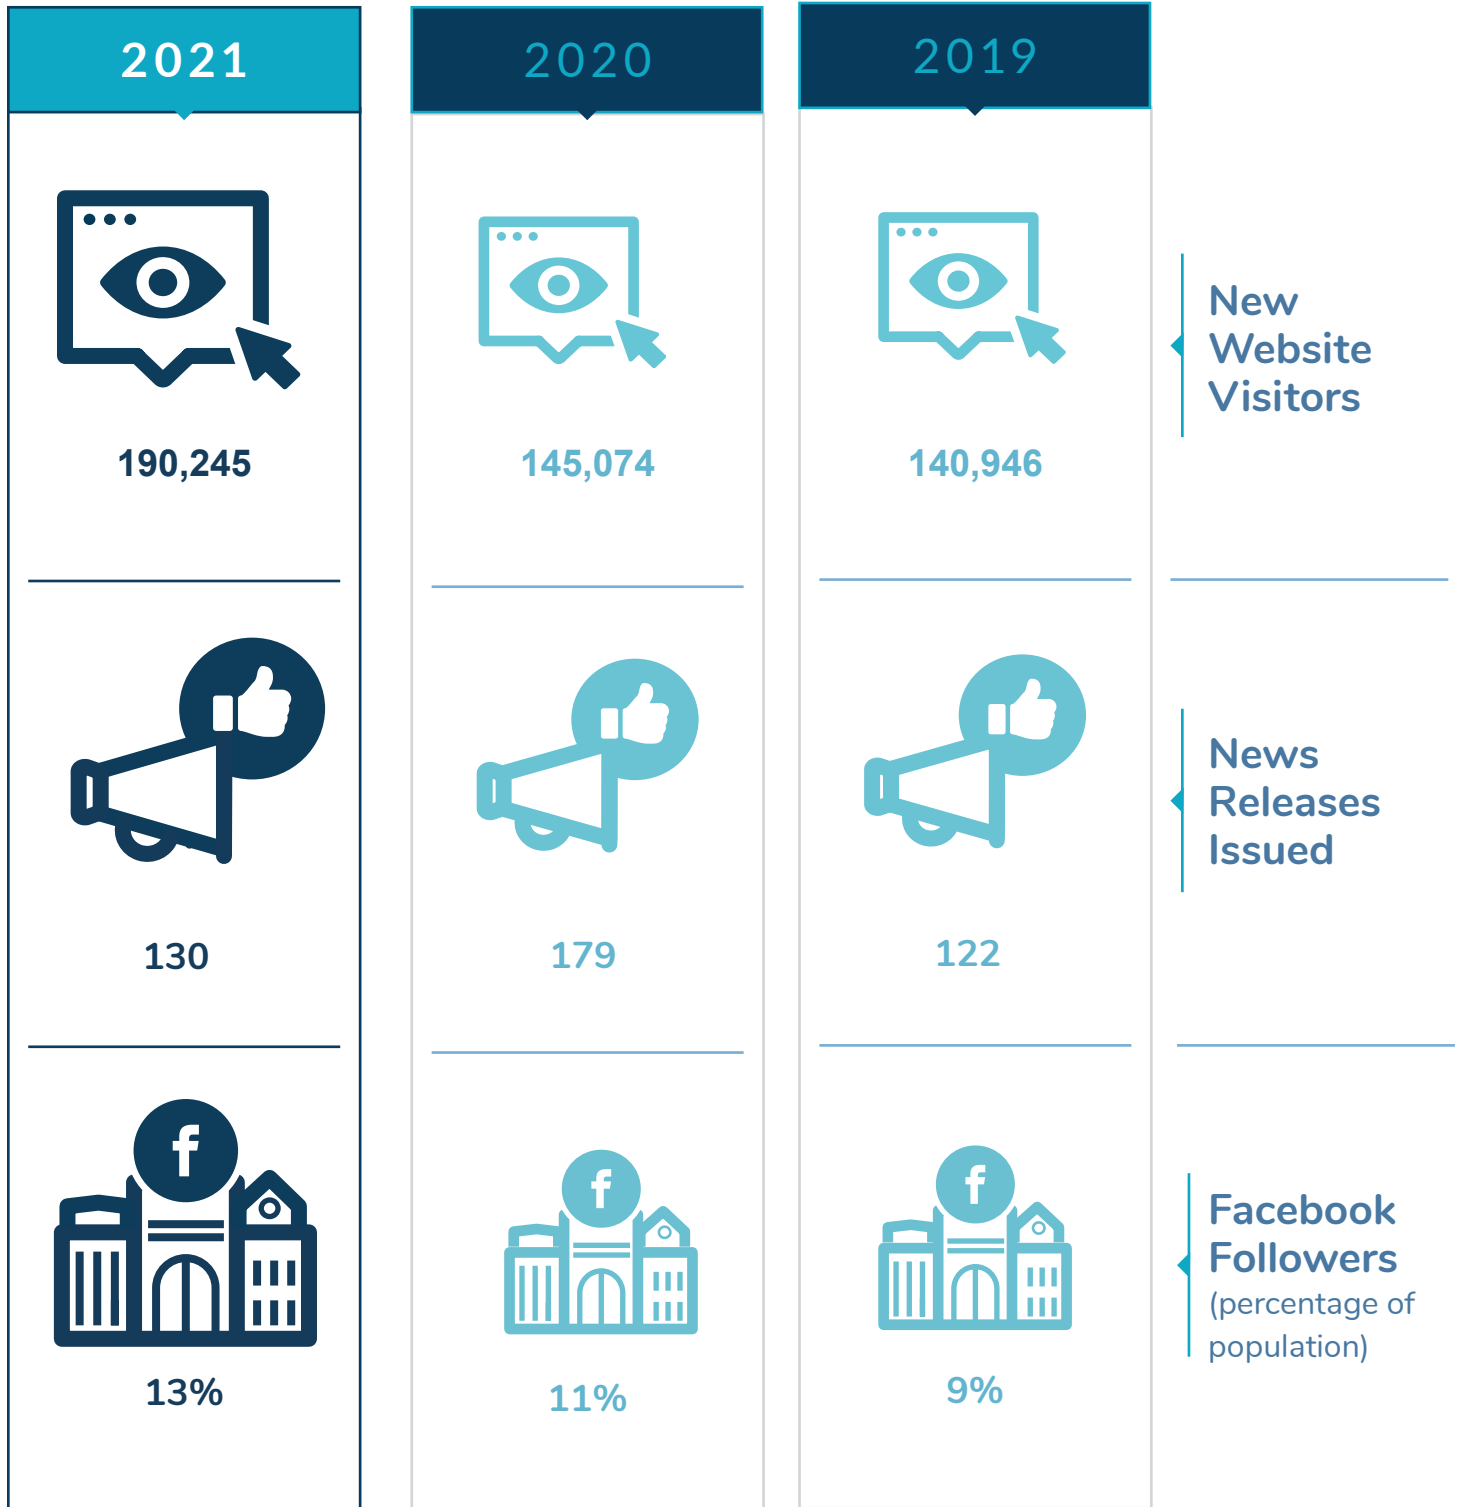 2021
2020
2019
190,245
145,074
140,946
New
Website
Visitors
130
179
122
News
Releases
Issued
f
f
f
13%
11%
9%
Facebook
Followers
(percentage of
population)